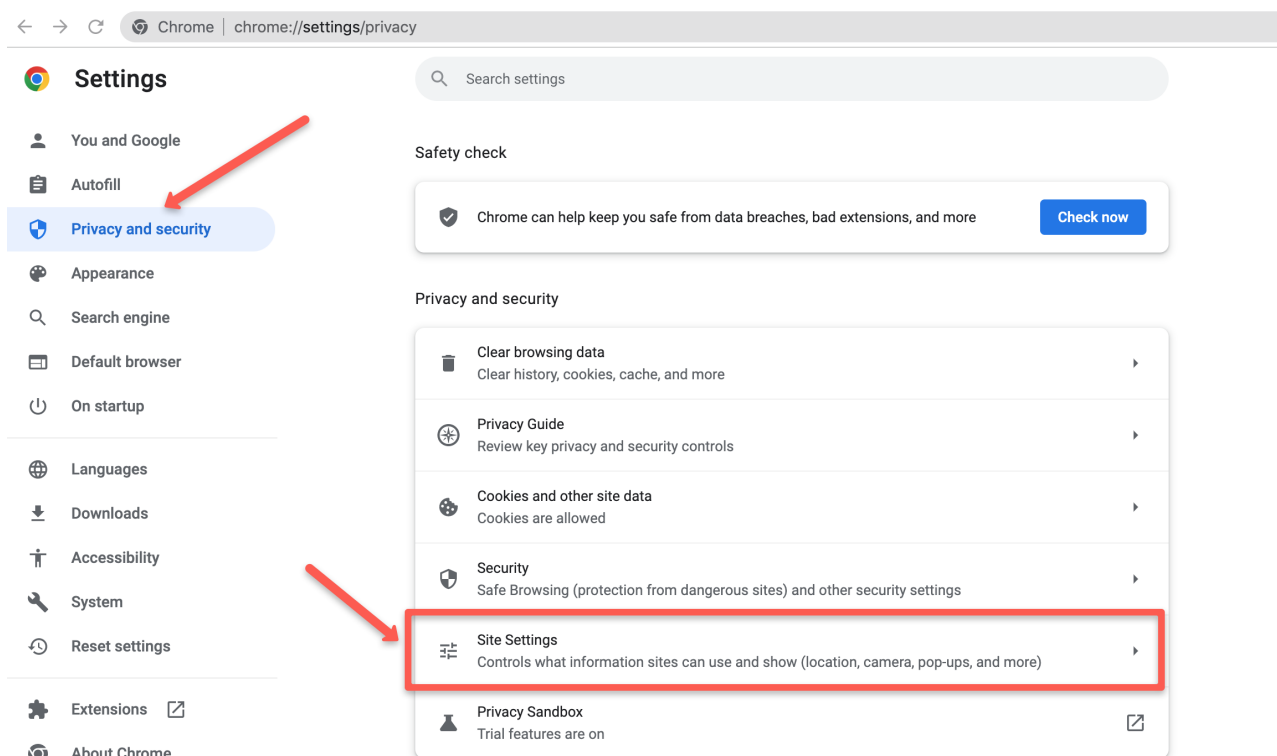 Chrome | chrome://settings/privacy
Settings
Search settings
You and Google
Autofill
Privacy and security
Appearance
Search engine
Default browser
On startup
Languages
Downloads
Accessibility
System
Reset settings
Extensions
About Chrome
Safety check
Chrome can help keep you safe from data breaches, bad extensions, and more
Check now
Privacy and security
Clear browsing data
Clear history, cookies, cache, and more
Privacy Guide
Review key privacy and security controls
Cookies and other site data
Cookies are allowed
Security
Safe Browsing (protection from dangerous sites) and other security settings
Site Settings
Controls what information sites can use and show (location, camera, pop-ups, and more)
Privacy Sandbox
Trial features are on